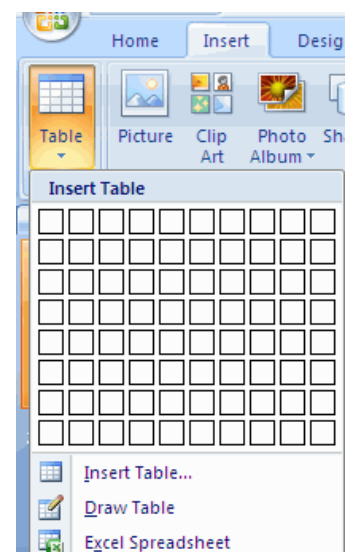 Home Insert Desig
Table Picture Clip Art Photo Album Sh
Insert Table
Insert Table...
Draw Table
Excel Spreadsheet